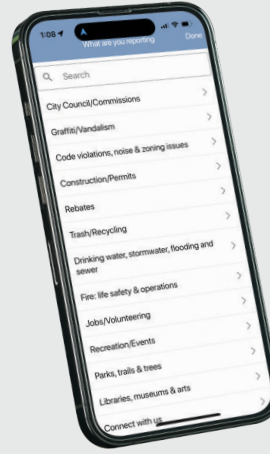 1:08
What are you reporting
Done
Search
City Council/Commissions
Graffiti/Vandalism
Code violations, noise & zoning issues
Construction/Permits
Rebates
Trash/Recycling
Drinking water, stormwater, flooding and
sewer
Fire: life safety & operations
Jobs/Volunteering
Recreation/Events
Parks, trails & trees
Libraries, museums & arts
Connect with us